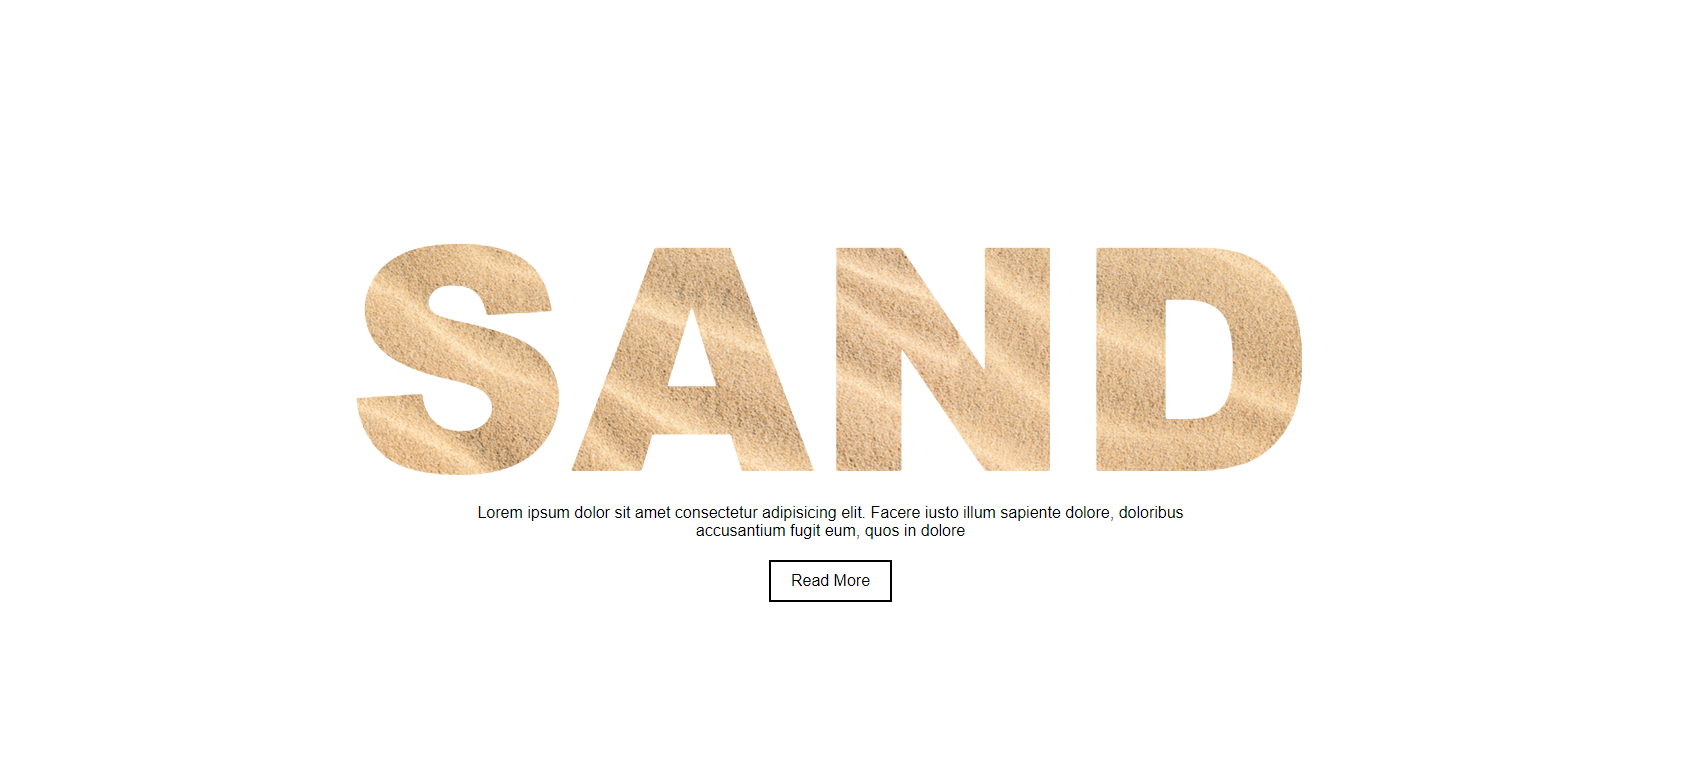 SAND
Lorem ipsum dolor sit amet consectetur adipisicing elit. Facere iusto illum sapiente dolore, doloribus
accusantium fugit eum, quos in dolore
Read More